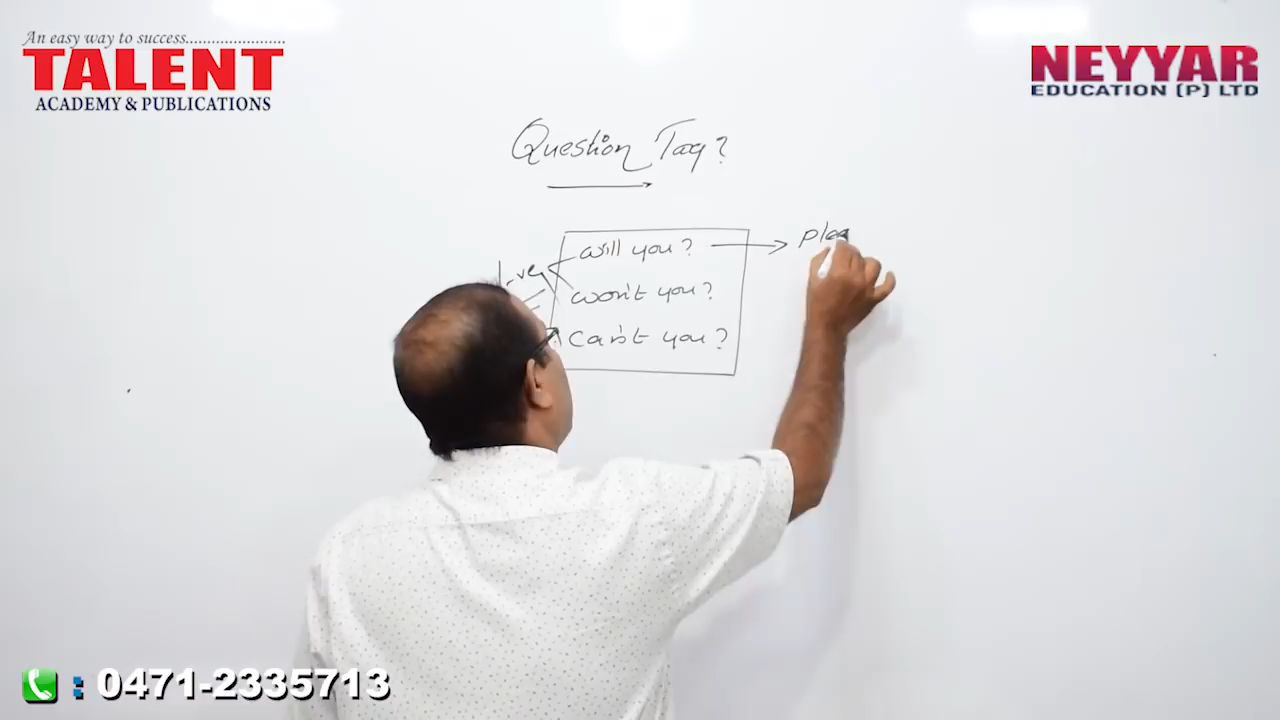 An easy way to success.......................
TALENT
ACADEMY & PUBLICATIONS
NEYYAR
EDUCATION (P) LTD
Question Tag?
will you?
won't you?
can't you?
: 0471-2335713